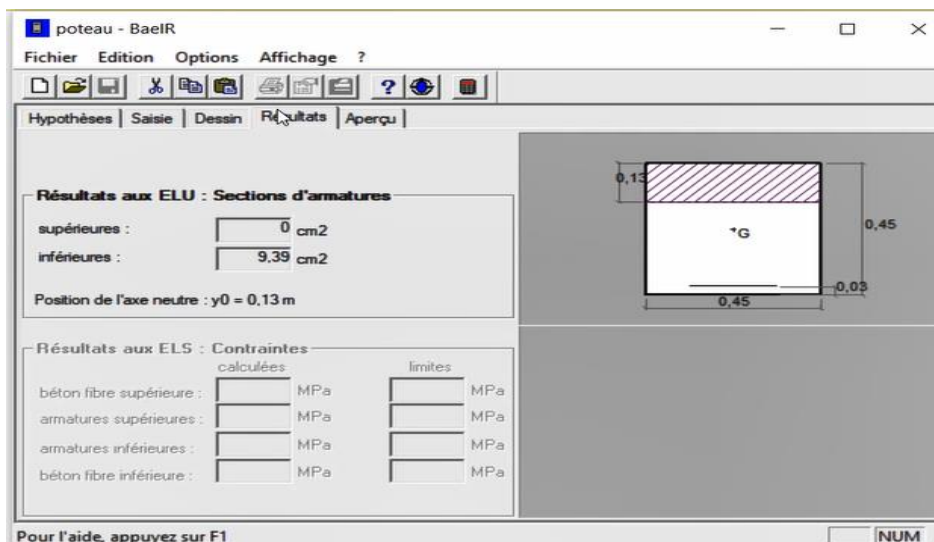 poteau - BaelR
Fichier Edition Options Affichage ?
Hypothèses Saisie Dessin Résultats Aperçu
Résultats aux ELU : Sections d'armatures
supérieures : 0 cm2
inférieures : 9,39 cm2
Position de l'axe neutre : y0 = 0,13 m
Résultats aux ELS : Contraintes
calculées limites
béton fibre supérieure : MPa MPa
armatures supérieures : MPa MPa
armatures inférieures : MPa MPa
béton fibre inférieure : MPa MPa
0,13
G
0,45
0,03
0,45
Pour l'aide, appuyez sur F1
NUM